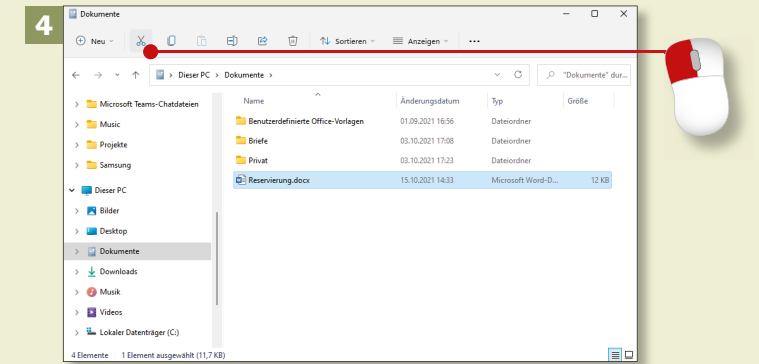 4
Dokumente
Neu
Sortieren
Anzeigen
Dieser PC > Dokumente >
"Dokumente" dur...
Name Änderungsdatum Typ Größe
Microsoft Teams-Chatdateien
Music
Projekte
Samsung
Dieser PC
Bilder
Desktop
Dokumente
Downloads
Musik
Videos
Lokaler Datenträger (C:)
Benutzerdefinierte Office-Vorlagen 01.09.2021 16:56 Dateiordner
Briefe 03.10.2021 17:08 Dateiordner
Privat 03.10.2021 17:23 Dateiordner
Reservierung.docx 15.10.2021 14:33 Microsoft Word-D... 12 KB
4 Elemente 1 Element ausgewählt (11,7 KB)